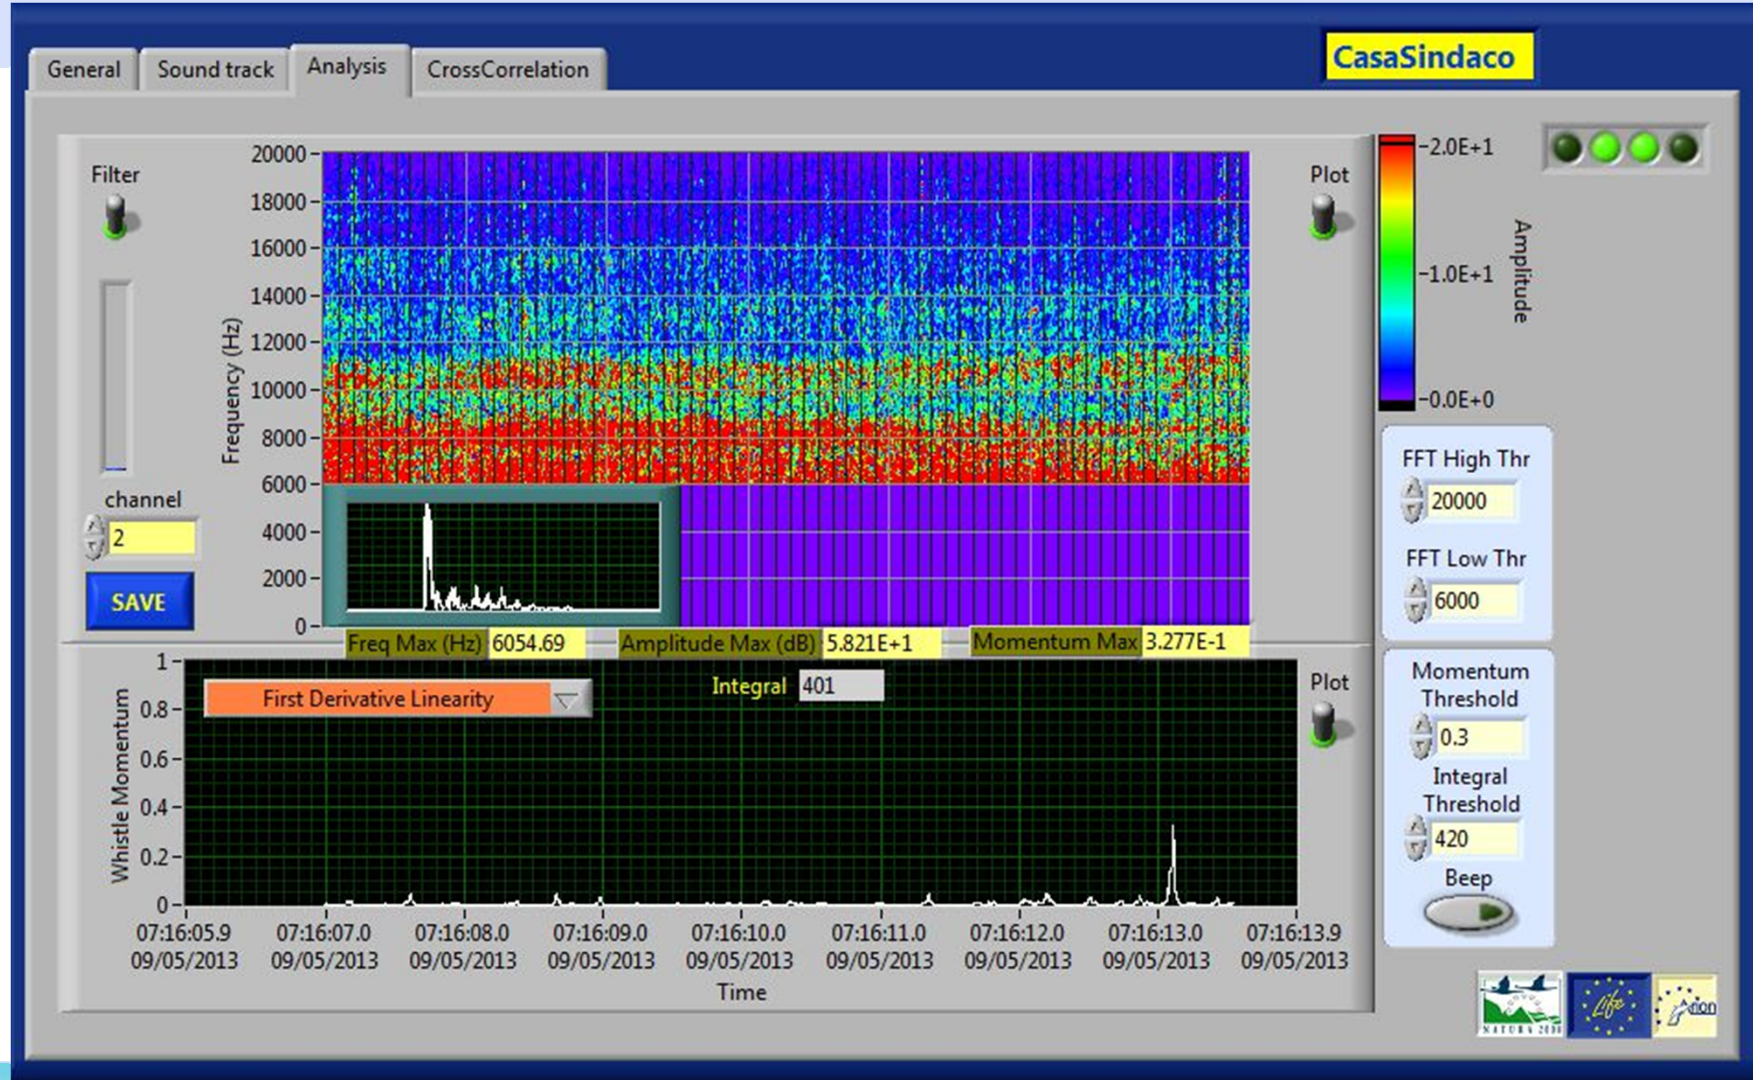 General
Sound track
Analysis
CrossCorrelation
CasaSindaco
Filter
channel
2
SAVE
Frequency (Hz)
20000
18000
16000
14000
12000
10000
8000
6000
4000
2000
0
Plot
2.0E+1
1.0E+1
0.0E+0
Amplitude
FFT High Thr
20000
FFT Low Thr
6000
Freq Max (Hz) 6054.69
Amplitude Max (dB) 5.821E+1
Momentum Max 3.277E-1
First Derivative Linearity
Integral 401
Whistle Momentum
1
0.8
0.6
0.4
0.2
0
Plot
Momentum
Threshold
0.3
Integral
Threshold
420
Beep
07:16:05.9 07:16:07.0 07:16:08.0 07:16:09.0 07:16:10.0 07:16:11.0 07:16:12.0 07:16:13.0 07:16:13.9
09/05/2013 09/05/2013 09/05/2013 09/05/2013 09/05/2013 09/05/2013 09/05/2013 09/05/2013 09/05/2013
Time
NATURA 2000
Life
Arion